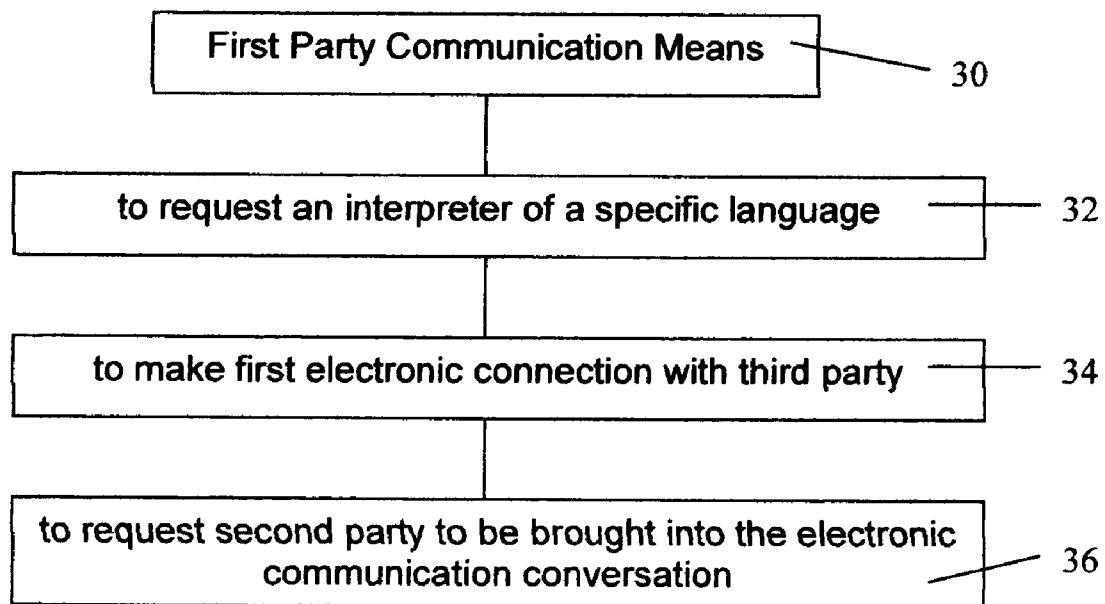 First Party Communication Means
30
to request an interpreter of a specific language
32
to make first electronic connection with third party
34
to request second party to be brought into the electronic
communication conversation
36